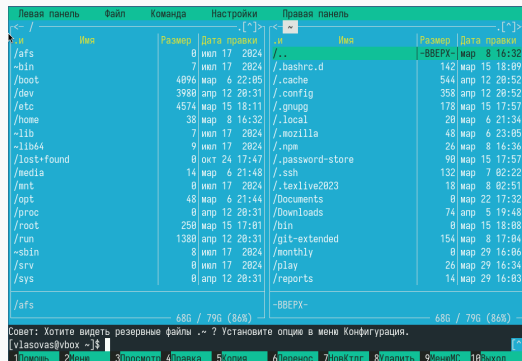 Левая панель Файл Команда Настройки Правая панель
<- / .[^]>
.и Имя Размер Дата правки
/afs 0 июл 17 2024
~bin 7 июл 17 2024
/boot 4096 мар 6 22:05
/dev 3980 апр 12 20:31
/etc 4574 мар 15 18:11
/home 38 мар 8 16:32
~lib 7 июл 17 2024
~lib64 9 июл 17 2024
/lost+found 0 окт 24 17:47
/media 14 мар 6 21:48
/mnt 0 июл 17 2024
/opt 48 мар 6 21:44
/proc 0 апр 12 20:31
/root 250 мар 15 17:01
/run 1380 апр 12 20:31
~sbin 8 июл 17 2024
/srv 0 июл 17 2024
/sys 0 апр 12 20:31
/afs
68G / 79G (86%)
<- ~ .[^]>
.и Имя Размер Дата правки
/.. -ВВЕРХ- мар 8 16:32
/.bashrc.d 142 мар 15 18:09
/.cache 544 апр 12 20:52
/.config 358 апр 12 20:52
/.gnupg 178 мар 15 17:57
/.local 20 мар 6 21:34
/.mozilla 48 мар 6 23:05
/.npm 26 мар 8 16:36
/.password-store 90 мар 15 17:57
/.ssh 132 мар 7 02:22
/.texlive2023 18 мар 8 02:51
/Documents 0 мар 22 17:32
/Downloads 74 апр 5 19:48
/bin 0 мар 15 18:08
/git-extended 154 мар 8 17:04
/monthly 0 мар 29 16:06
/play 26 мар 29 16:34
/reports 14 мар 29 16:03
-ВВЕРХ-
68G / 79G (86%)
Совет: Хотите видеть резервные файлы .~ ? Установите опцию в меню Конфигурация.
[vlasovas@vbox ~]$ [^]
1Помощь 2Меню 3Просмотр 4Правка 5Копия 6Перенос 7НовКтлг 8Удалить 9МенюМС 10Выход